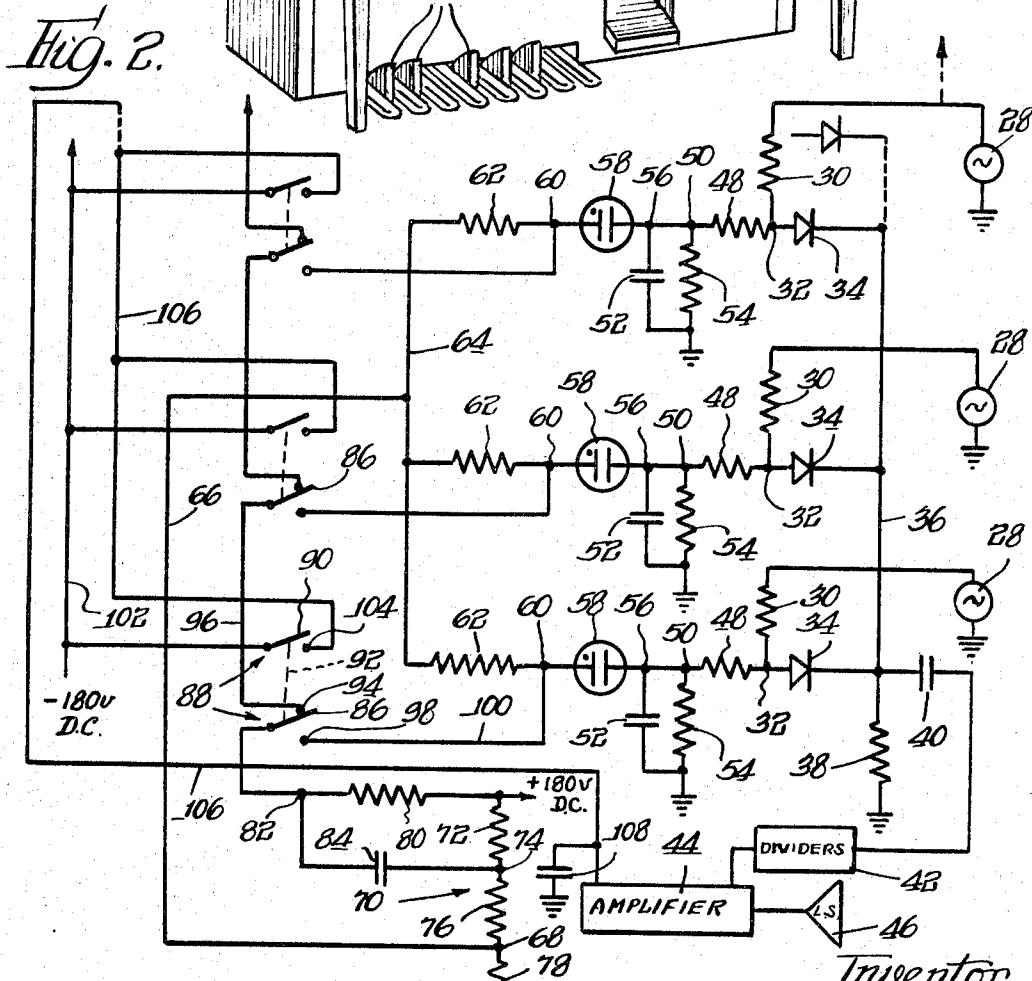 Fig. 2.
28
30
62 60 58 56 50 48
52 54 32 34
106
64
28
62 60 58 56 50 48 30 34
86
66
52 54 32 36
28
90
102 96 104
62 60 58 56 50 48 30 34
92
88 94
86 98 100
-180v
D.C.
52 54 32 38 40
106
82 80 +180v
D.C.
84 72 74 108 44 DIVIDERS
42
70 76 AMPLIFIER L.S.
46
68
78
Inventor